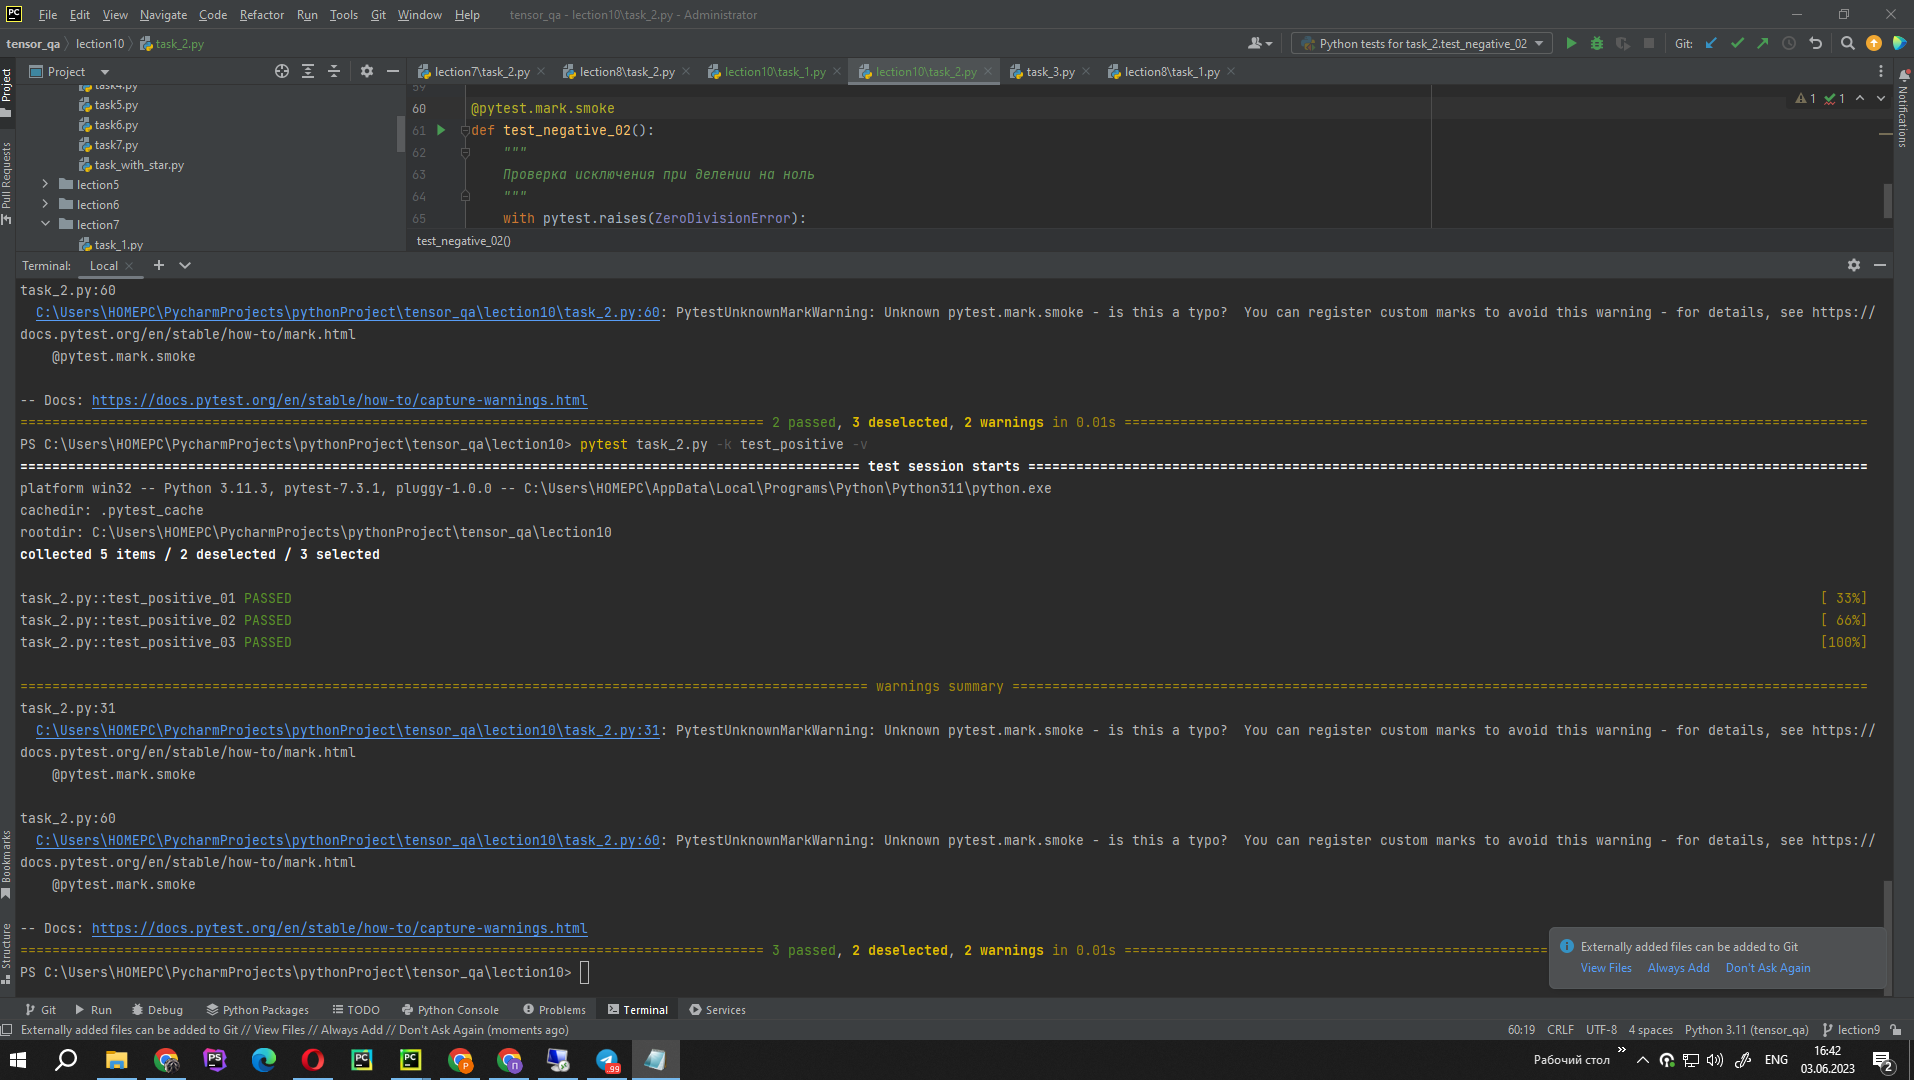 File Edit View Navigate Code Refactor Run Tools Git Window Help tensor_qa - lection10\task_2.py - Administrator
tensor_qa lection10 task_2.py
Python tests for task_2.test_negative_02 Git:
Project
lection7\task_2.py lection8\task_2.py lection10\task_1.py lection10\task_2.py task_3.py lection8\task_1.py
task4.py
task5.py
task6.py
task7.py
task_with_star.py
lection5
lection6
lection7
task_1.py
59
60 @pytest.mark.smoke
61 def test_negative_02():
62 """
63 Проверка исключения при делении на ноль
64 """
65 with pytest.raises(ZeroDivisionError):
1 1
test_negative_02()
Project
Pull Requests
Bookmarks
Structure
Notifications
Terminal: Local
task_2.py:60
C:\Users\HOMEPC\PycharmProjects\pythonProject\tensor_qa\lection10\task_2.py:60: PytestUnknownMarkWarning: Unknown pytest.mark.smoke - is this a typo?  You can register custom marks to avoid this warning - for details, see https://
docs.pytest.org/en/stable/how-to/mark.html
@pytest.mark.smoke
-- Docs: https://docs.pytest.org/en/stable/how-to/capture-warnings.html
2 passed, 3 deselected, 2 warnings in 0.01s
PS C:\Users\HOMEPC\PycharmProjects\pythonProject\tensor_qa\lection10> pytest task_2.py -k test_positive -v
test session starts
platform win32 -- Python 3.11.3, pytest-7.3.1, pluggy-1.0.0 -- C:\Users\HOMEPC\AppData\Local\Programs\Python\Python311\python.exe
cachedir: .pytest_cache
rootdir: C:\Users\HOMEPC\PycharmProjects\pythonProject\tensor_qa\lection10
collected 5 items / 2 deselected / 3 selected
task_2.py::test_positive_01 PASSED [ 33%]
task_2.py::test_positive_02 PASSED [ 66%]
task_2.py::test_positive_03 PASSED [100%]
warnings summary
task_2.py:31
C:\Users\HOMEPC\PycharmProjects\pythonProject\tensor_qa\lection10\task_2.py:31: PytestUnknownMarkWarning: Unknown pytest.mark.smoke - is this a typo?  You can register custom marks to avoid this warning - for details, see https://
docs.pytest.org/en/stable/how-to/mark.html
@pytest.mark.smoke
task_2.py:60
C:\Users\HOMEPC\PycharmProjects\pythonProject\tensor_qa\lection10\task_2.py:60: PytestUnknownMarkWarning: Unknown pytest.mark.smoke - is this a typo?  You can register custom marks to avoid this warning - for details, see https://
docs.pytest.org/en/stable/how-to/mark.html
@pytest.mark.smoke
-- Docs: https://docs.pytest.org/en/stable/how-to/capture-warnings.html
3 passed, 2 deselected, 2 warnings in 0.01s
PS C:\Users\HOMEPC\PycharmProjects\pythonProject\tensor_qa\lection10>
Externally added files can be added to Git
View Files Always Add Don't Ask Again
Git Run Debug Python Packages TODO Python Console Problems Terminal Services
Externally added files can be added to Git // View Files // Always Add // Don't Ask Again (moments ago) 60:19 CRLF UTF-8 4 spaces Python 3.11 (tensor_qa) lection9
Рабочий стол ENG 16:42
03.06.2023 2